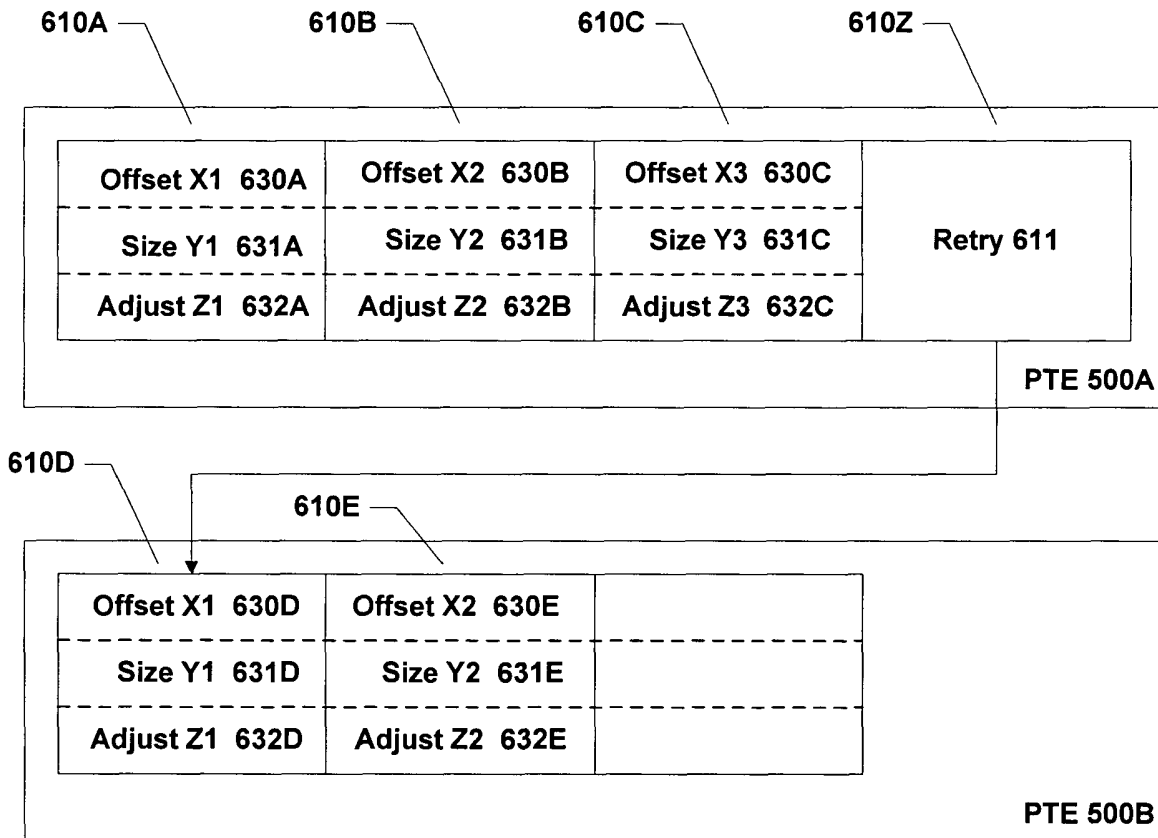 610A 610B 610C 610Z
Offset X1 630A Offset X2 630B Offset X3 630C
Size Y1 631A Size Y2 631B Size Y3 631C Retry 611
Adjust Z1 632A Adjust Z2 632B Adjust Z3 632C
PTE 500A
610D
610E
Offset X1 630D Offset X2 630E
Size Y1 631D Size Y2 631E
Adjust Z1 632D Adjust Z2 632E
PTE 500B